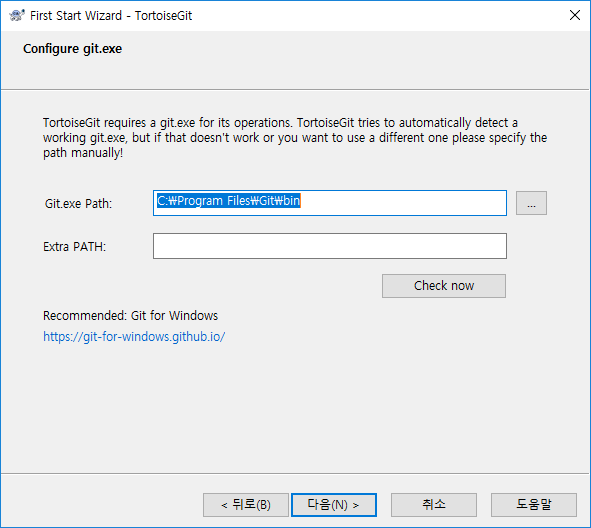 First Start Wizard - TortoiseGit
Configure git.exe
TortoiseGit requires a git.exe for its operations. TortoiseGit tries to automatically detect a
working git.exe, but if that doesn't work or you want to use a different one please specify the
path manually!
Git.exe Path: C:₩Program Files₩Git₩bin ...
Extra PATH:
Check now
Recommended: Git for Windows
https://git-for-windows.github.io/
< 뒤로(B) 다음(N) > 취소 도움말